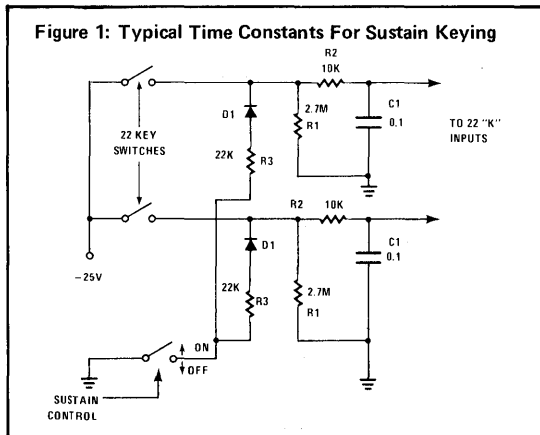 Figure 1: Typical Time Constants For Sustain Keying
R2
10K
D1
2.7M
R1
C1
0.1
TO 22 "K"
INPUTS
22 KEY
SWITCHES
22K
R3
R2
10K
D1
C1
0.1
−25V
22K
R3
2.7M
R1
ON
OFF
SUSTAIN
CONTROL